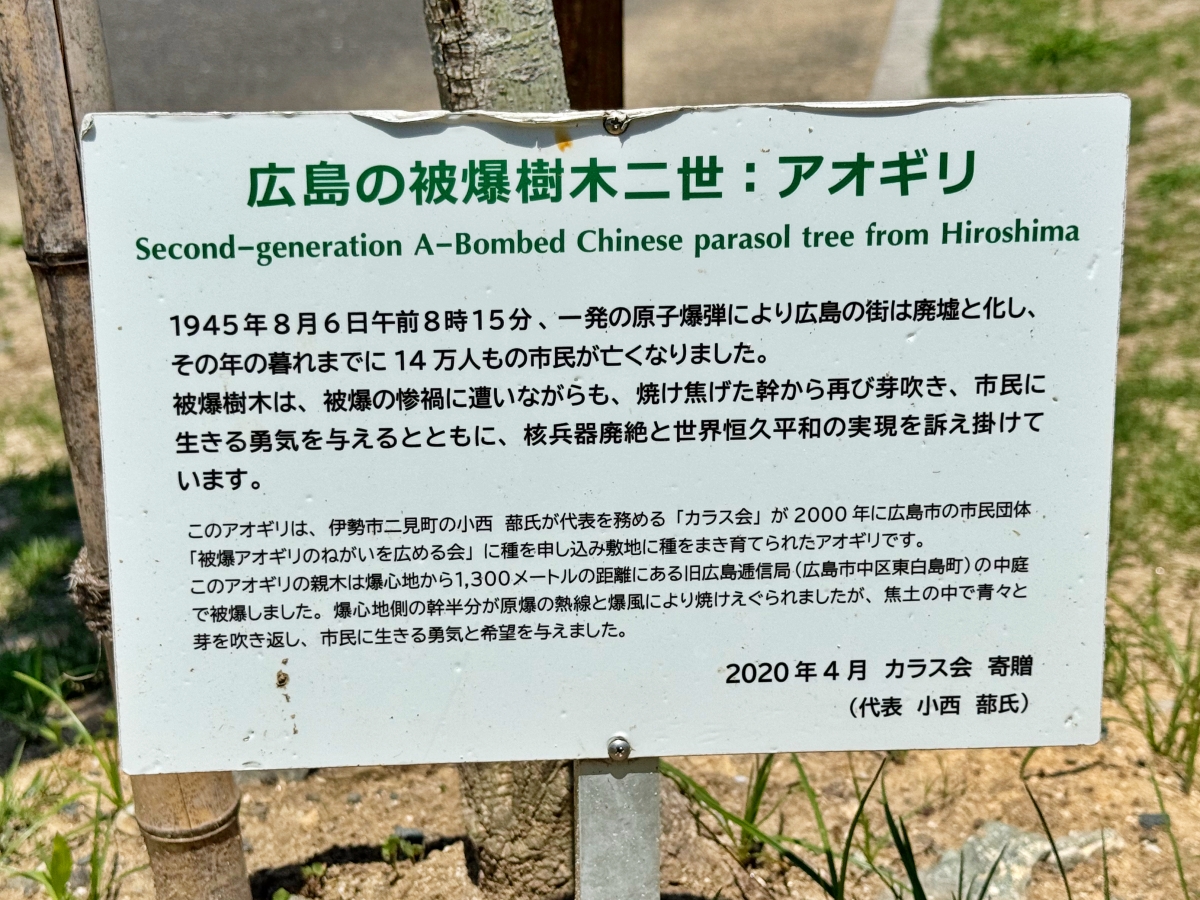 広島の被爆樹木二世：アオギリ
Second-generation A-Bombed Chinese parasol tree from Hiroshima
1945年8月6日午前8時15分、一発の原子爆弾により広島の街は廃墟と化し、
その年の暮れまでに14万人もの市民が亡くなりました。
被爆樹木は、被爆の惨禍に遭いながらも、焼け焦げた幹から再び芽吹き、市民に
生きる勇気を与えるとともに、核兵器廃絶と世界恒久平和の実現を訴え掛けて
います。
このアオギリは、伊勢市二見町の小西 蔀氏が代表を務める「カラス会」が2000年に広島市の市民団体
「被爆アオギリのねがいを広める会」に種を申し込み敷地に種をまき育てられたアオギリです。
このアオギリの親木は爆心地から1,300メートルの距離にある旧広島逓信局（広島市中区東白島町）の中庭
で被爆しました。爆心地側の幹半分が原爆の熱線と爆風により焼けえぐられましたが、焦土の中で青々と
芽を吹き返し、市民に生きる勇気と希望を与えました。
2020年4月 カラス会 寄贈
（代表 小西 蔀氏）